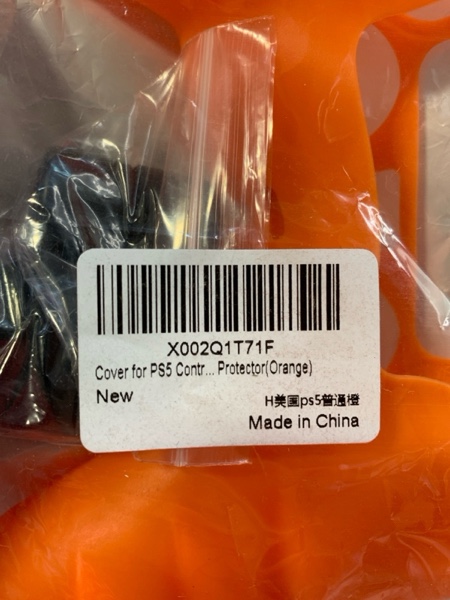 X002Q1T71F
Cover for PS5 Contr... Protector(Orange)
New
H美国ps5普通橙
Made in China